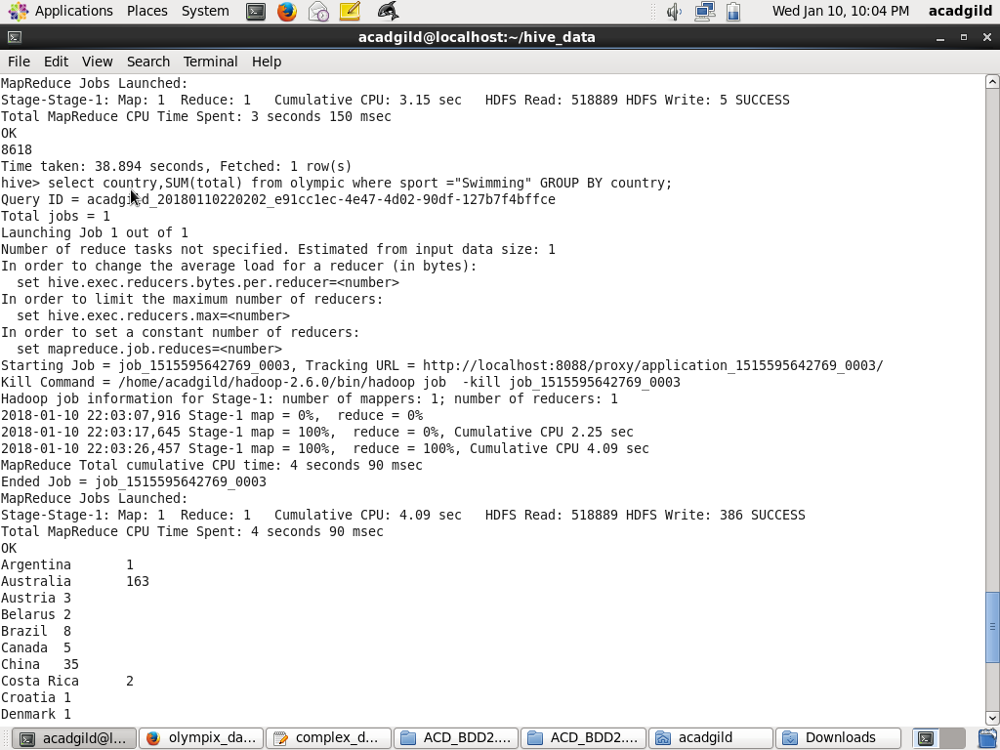 Applications Places System Wed Jan 10, 10:04 PM acadgild
acadgild@localhost:~/hive_data
File Edit View Search Terminal Help
MapReduce Jobs Launched:
Stage-Stage-1: Map: 1  Reduce: 1   Cumulative CPU: 3.15 sec   HDFS Read: 518889 HDFS Write: 5 SUCCESS
Total MapReduce CPU Time Spent: 3 seconds 150 msec
OK
8618
Time taken: 38.894 seconds, Fetched: 1 row(s)
hive> select country,SUM(total) from olympic where sport ="Swimming" GROUP BY country;
Query ID = acadgild_20180110220202_e91cc1ec-4e47-4d02-90df-127b7f4bffce
Total jobs = 1
Launching Job 1 out of 1
Number of reduce tasks not specified. Estimated from input data size: 1
In order to change the average load for a reducer (in bytes):
  set hive.exec.reducers.bytes.per.reducer=<number>
In order to limit the maximum number of reducers:
  set hive.exec.reducers.max=<number>
In order to set a constant number of reducers:
  set mapreduce.job.reduces=<number>
Starting Job = job_1515595642769_0003, Tracking URL = http://localhost:8088/proxy/application_1515595642769_0003/
Kill Command = /home/acadgild/hadoop-2.6.0/bin/hadoop job  -kill job_1515595642769_0003
Hadoop job information for Stage-1: number of mappers: 1; number of reducers: 1
2018-01-10 22:03:07,916 Stage-1 map = 0%,  reduce = 0%
2018-01-10 22:03:17,645 Stage-1 map = 100%,  reduce = 0%, Cumulative CPU 2.25 sec
2018-01-10 22:03:26,457 Stage-1 map = 100%,  reduce = 100%, Cumulative CPU 4.09 sec
MapReduce Total cumulative CPU time: 4 seconds 90 msec
Ended Job = job_1515595642769_0003
MapReduce Jobs Launched:
Stage-Stage-1: Map: 1  Reduce: 1   Cumulative CPU: 4.09 sec   HDFS Read: 518889 HDFS Write: 386 SUCCESS
Total MapReduce CPU Time Spent: 4 seconds 90 msec
OK
Argentina       1
Australia       163
Austria 3
Belarus 2
Brazil  8
Canada  5
China   35
Costa Rica      2
Croatia 1
Denmark 1
acadgild@l... olympix_da... complex_d... ACD_BDD2.... ACD_BDD2.... acadgild Downloads